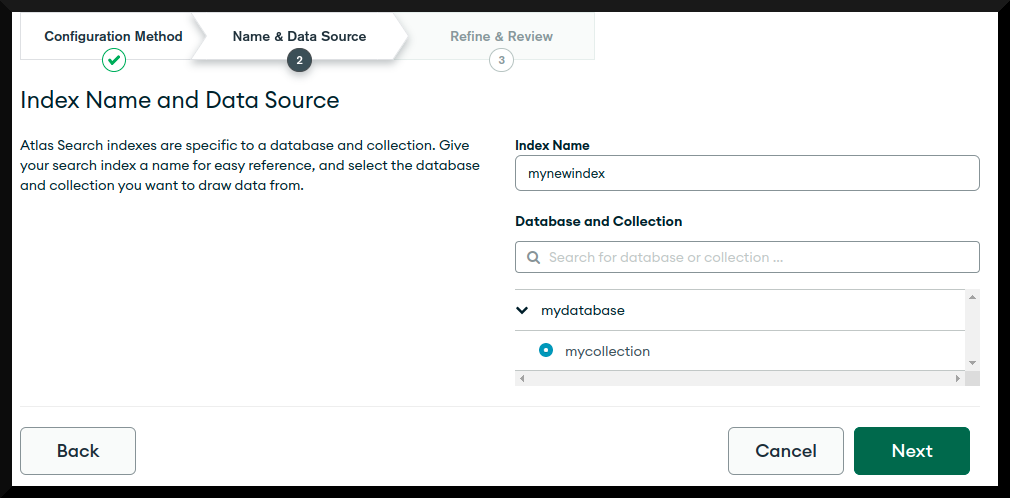 Configuration Method
Name & Data Source
2
Refine & Review
3
Index Name and Data Source
Atlas Search indexes are specific to a database and collection. Give
your search index a name for easy reference, and select the database
and collection you want to draw data from.
Index Name
mynewindex
Database and Collection
Search for database or collection ...
mydatabase
mycollection
Back
Cancel
Next